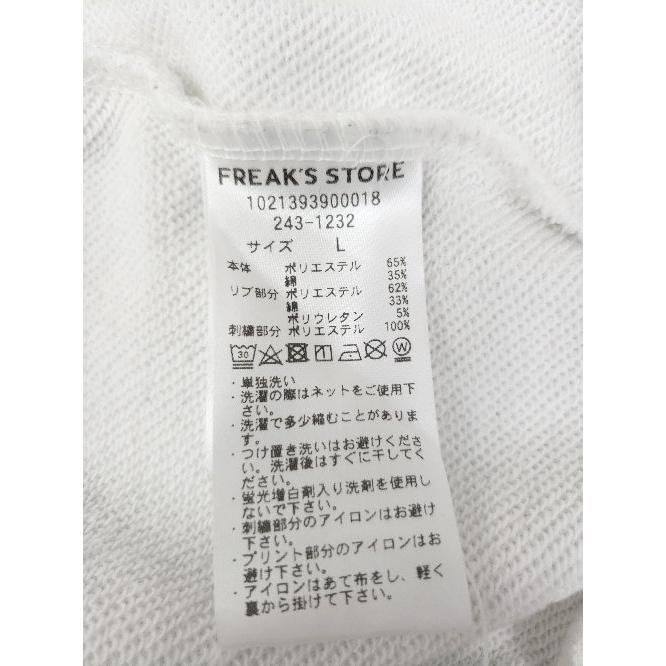 FREAK'S STORE
1021393900018
243-1232
サイズ L
本体 ポリエステル 65%
綿 35%
リブ部分 ポリエステル 62%
綿 33%
ポリウレタン 5%
刺繍部分 ポリエステル 100%
30 W
・単独洗い
・洗濯の際はネットをご使用下
さい。
・洗濯で多少縮むことがありま
す。
・つけ置き洗いはお避けくださ
い。洗濯後はすぐに干してく
ださい。
・蛍光増白剤入り洗剤を使用し
ないで下さい。
・刺繍部分のアイロンはお避け
下さい。
・プリント部分のアイロンはお
避け下さい。
・アイロンはあて布をし、軽く
裏から掛けて下さい。